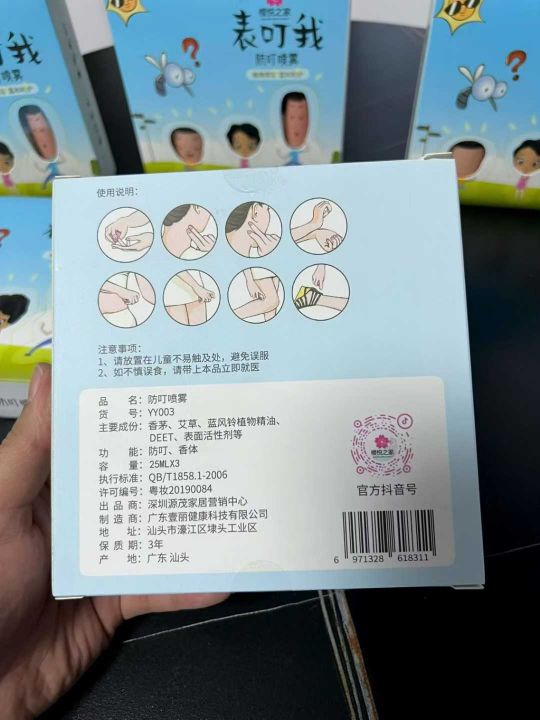 樱悦之家
表叮我
防叮喷雾
使用说明:
注意事项:
1、请放置在儿童不易触及处，避免误服
2、如不慎误食，请带上本品立即就医
品 名: 防叮喷雾
货 号: YY003
主要成份: 香茅、艾草、蓝风铃植物精油、
DEET、表面活性剂等
功 能: 防叮、香体
容 量: 25MLX3
执行标准: QB/T1858.1-2006
许可编号: 粤妆20190084
出 品 商: 深圳源茂家居营销中心
制 造 商: 广东壹丽健康科技有限公司
地 址: 汕头市濠江区埭头工业区
保 质 期: 3年
产 地: 广东 汕头
樱悦之家
官方抖音号
6 971328 618311